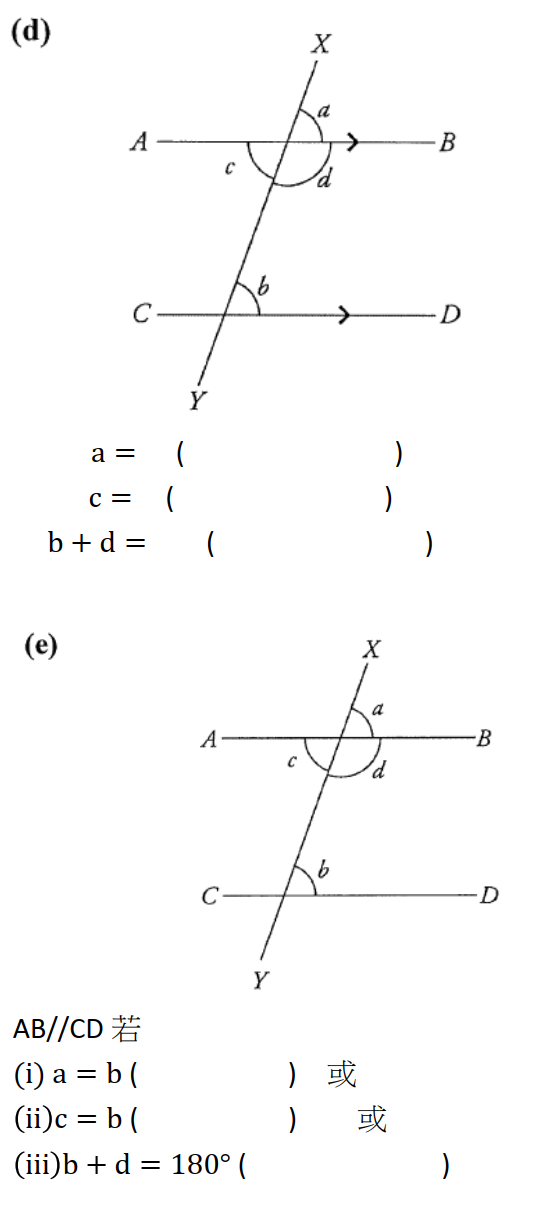 (d)
X
a
A B
c d
b
C D
Y
a = ( )
c = ( )
b + d = ( )
(e)
X
a
A B
c d
b
C D
Y
AB//CD 若
(i) a = b ( ) 或
(ii)c = b ( ) 或
(iii)b + d = 180° ( )